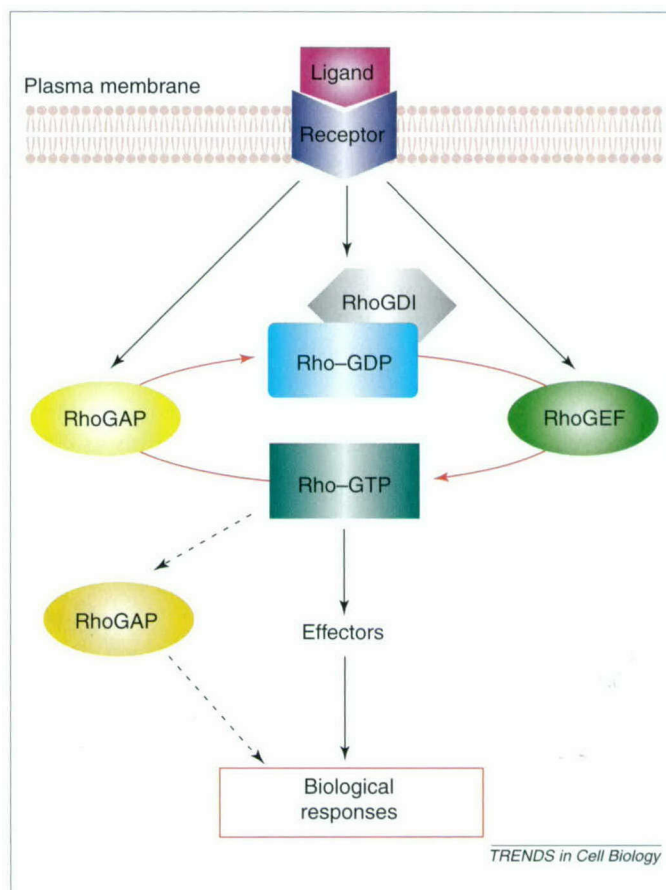 Ligand
Plasma membrane
Receptor
RhoGDI
Rho–GDP
RhoGAP
RhoGEF
Rho–GTP
RhoGAP
Effectors
Biological
responses
TRENDS in Cell Biology